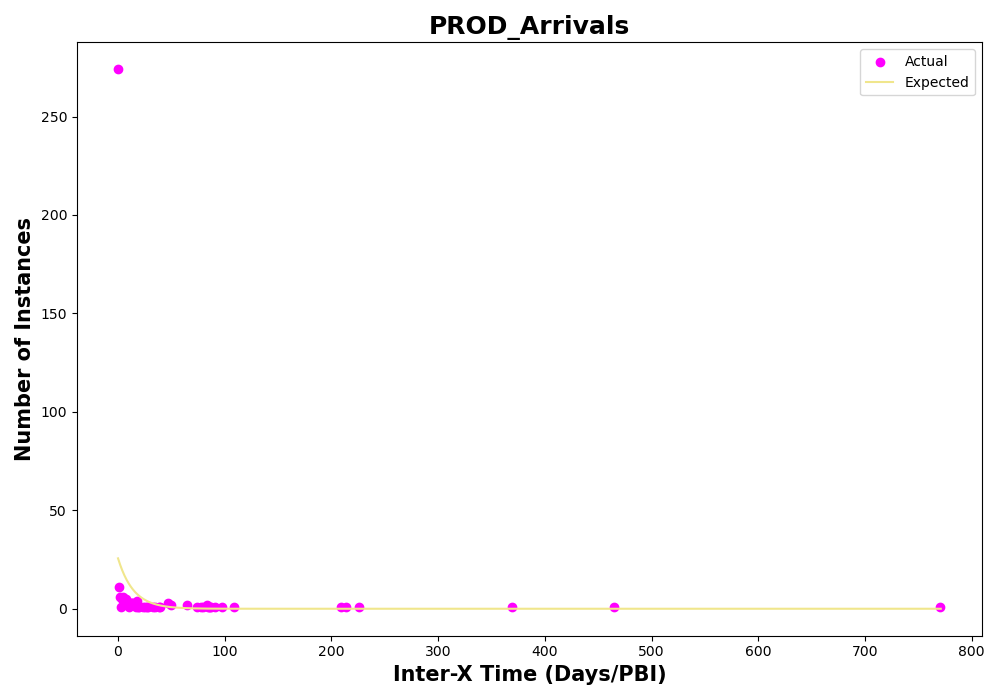 PROD_Arrivals
Actual
Expected
Number of Instances
250
200
150
100
50
0
0 100 200 300 400 500 600 700 800
Inter-X Time (Days/PBI)